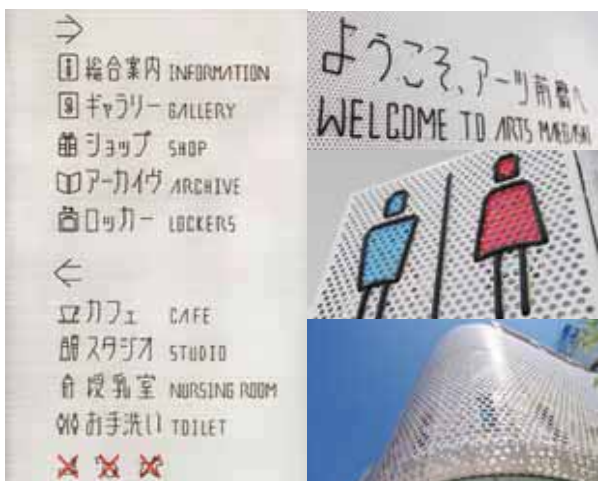 総合案内 INFORMATION
ギャラリー GALLERY
ショップ SHOP
アーカイヴ ARCHIVE
ロッカー LOCKERS
カフェ CAFE
スタジオ STUDIO
授乳室 NURSING ROOM
お手洗い TOILET
ようこそ、アーツ前橋へ
WELCOME TO ARTS MAEBASHI